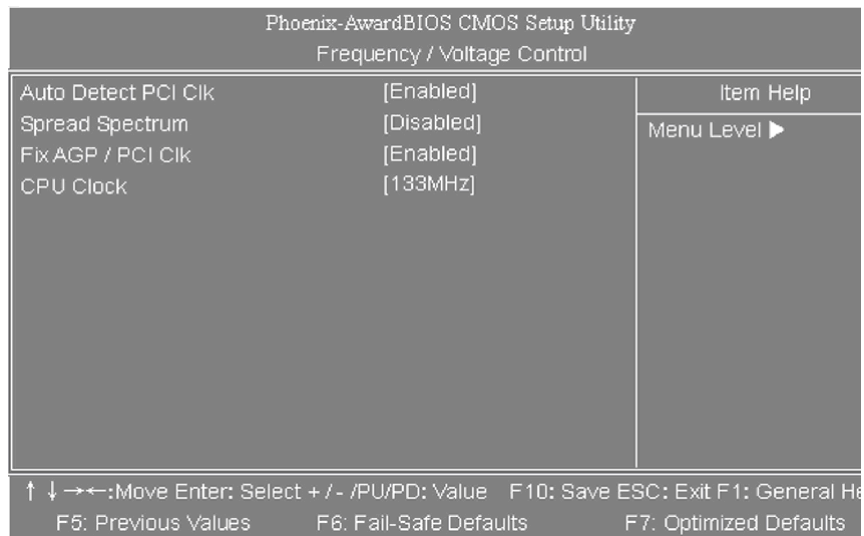 Phoenix-AwardBIOS CMOS Setup Utility
Frequency / Voltage Control
Auto Detect PCI Clk [Enabled]
Spread Spectrum [Disabled]
Fix AGP / PCI Clk [Enabled]
CPU Clock [133MHz]
Item Help
Menu Level ▶
↑ ↓ → ←:Move Enter: Select + / - /PU/PD: Value F10: Save ESC: Exit F1: General He
F5: Previous Values F6: Fail-Safe Defaults F7: Optimized Defaults